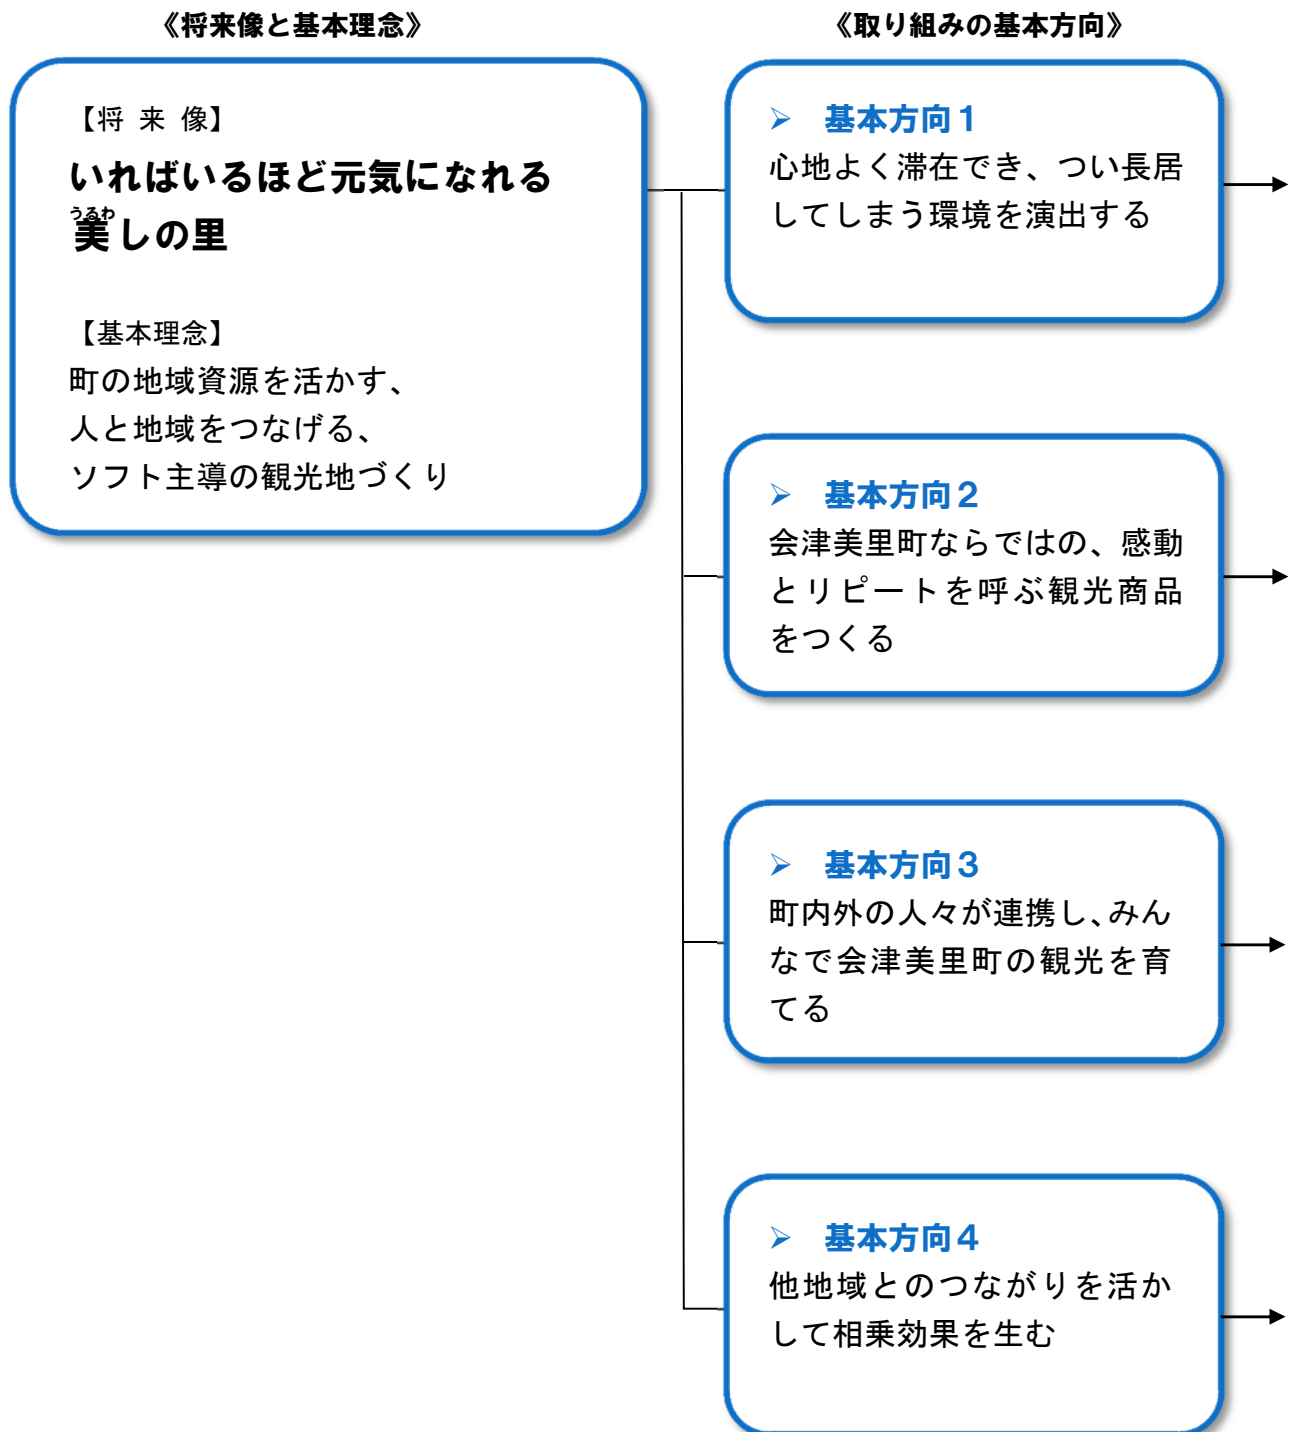 《将来像と基本理念》
【将 来 像】
いればいるほど元気になれる
うるわ
美しの里
【基本理念】
町の地域資源を活かす、
人と地域をつなげる、
ソフト主導の観光地づくり
《取り組みの基本方向》
➢ 基本方向1
心地よく滞在でき、つい長居
してしまう環境を演出する
➢ 基本方向2
会津美里町ならではの、感動
とリピートを呼ぶ観光商品
をつくる
➢ 基本方向3
町内外の人々が連携し、みん
なで会津美里町の観光を育
てる
➢ 基本方向4
他地域とのつながりを活か
して相乗効果を生む